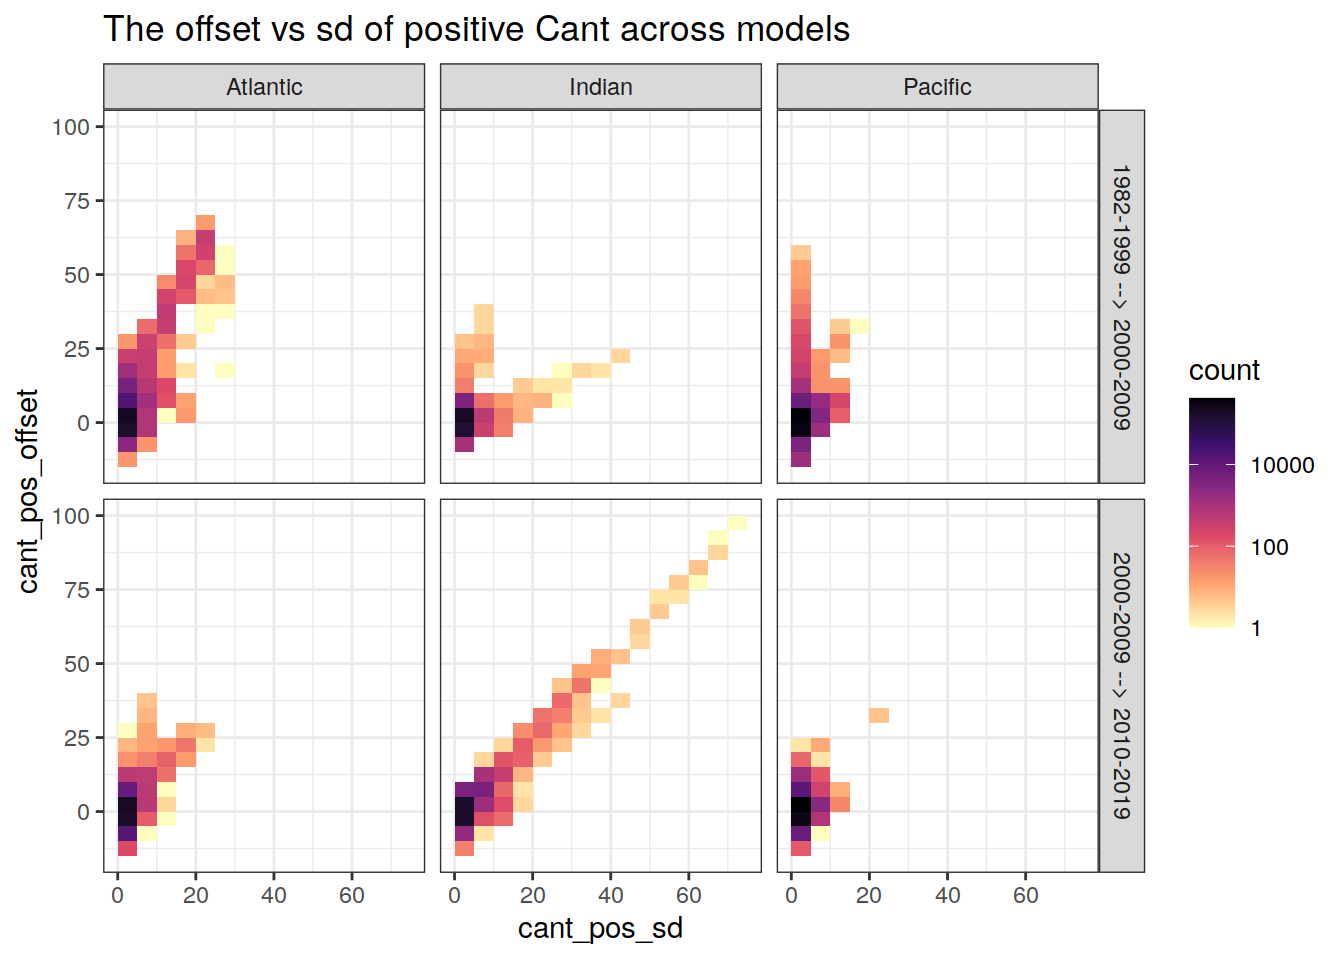 The offset vs sd of positive Cant across models
Atlantic
Indian
Pacific
100
75
50
25
0
1982-1999 --> 2000-2009
100
75
50
25
0
2000-2009 --> 2010-2019
0
20
40
60
0
20
40
60
0
20
40
60
cant_pos_sd
cant_pos_offset
count
10000
100
1